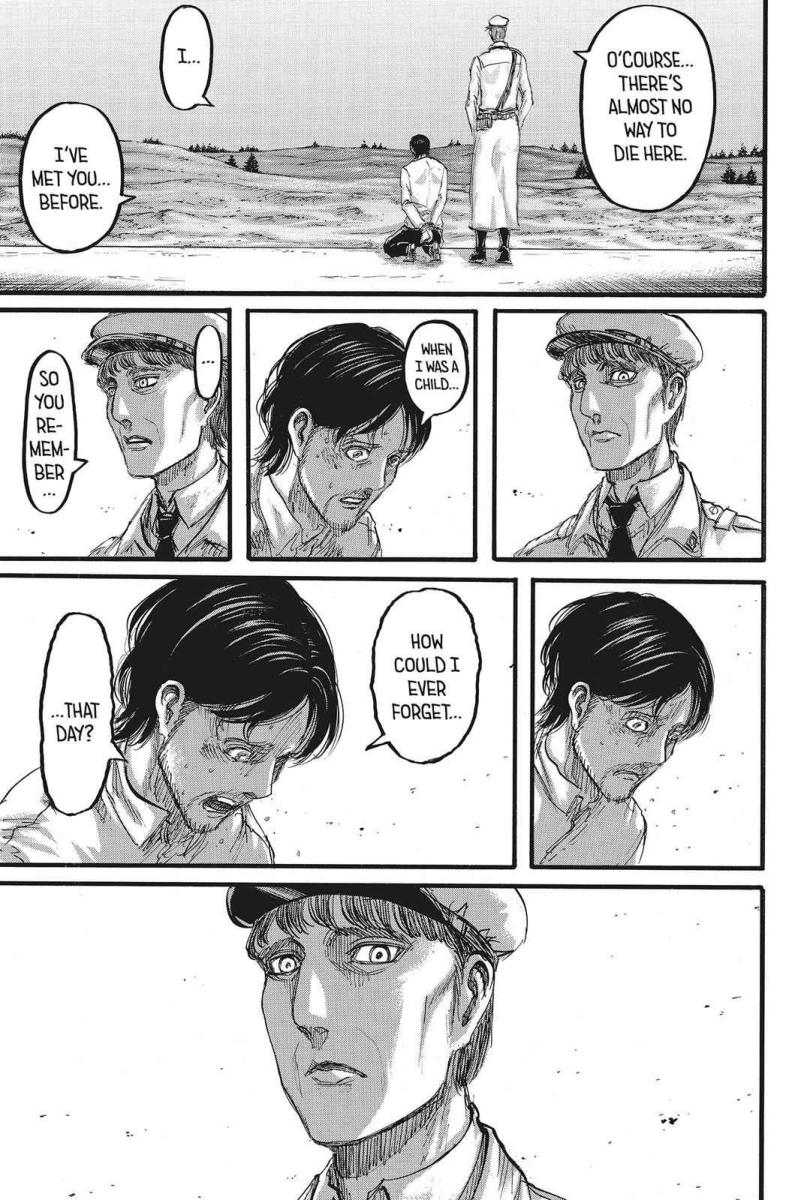 O'COURSE...
THERE'S
ALMOST NO
WAY TO
DIE HERE.
I...
I'VE
MET YOU...
BEFORE.
WHEN
I WAS A
CHILD...
...
SO
YOU
RE-
MEM-
BER
...
HOW
COULD I
EVER
FORGET...
...THAT
DAY?